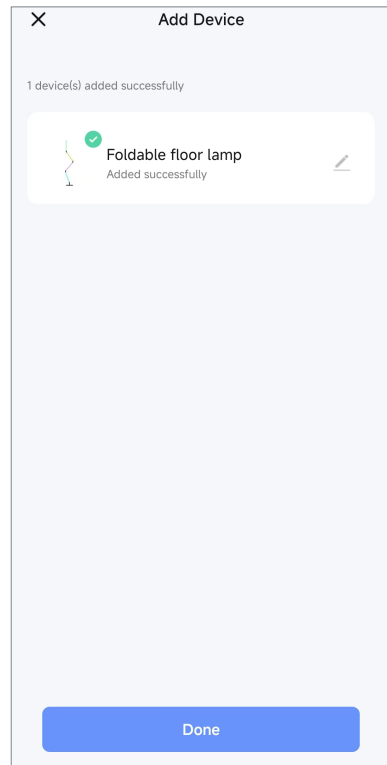 Add Device
1 device(s) added successfully
Foldable floor lamp
Added successfully
Done